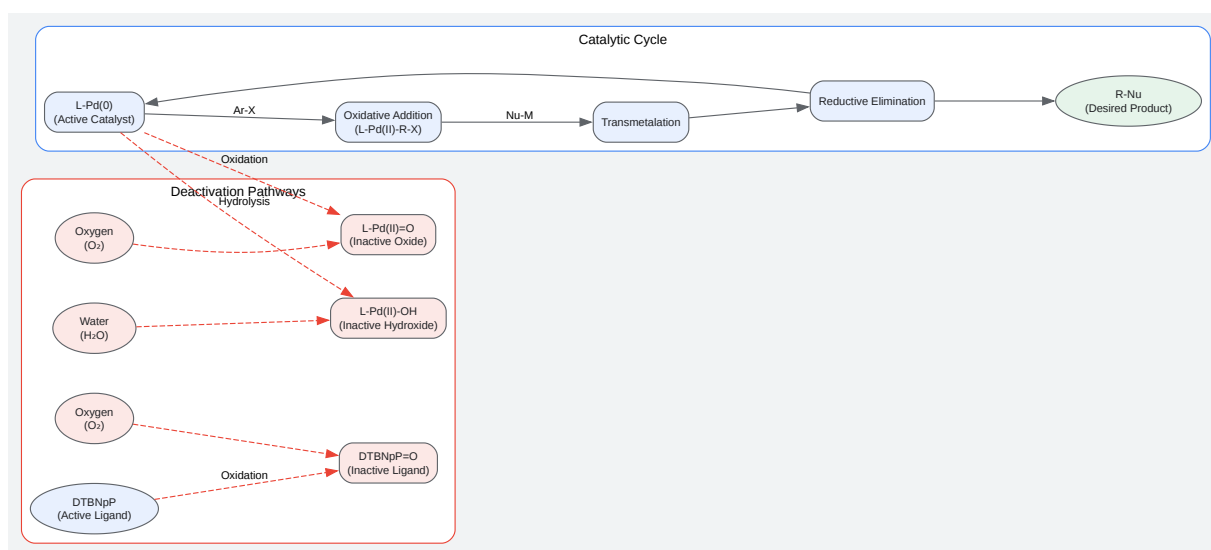 Catalytic Cycle
L-Pd(0)
(Active Catalyst)
Ar-X
Oxidative Addition
(L-Pd(II)-R-X)
Nu-M
Transmetalation
Reductive Elimination
R-Nu
(Desired Product)
Oxidation
Deactivation Pathways
Hydrolysis
Oxygen
(O₂)
L-Pd(II)=O
(Inactive Oxide)
Water
(H₂O)
L-Pd(II)-OH
(Inactive Hydroxide)
Oxygen
(O₂)
DTBNpP=O
(Inactive Ligand)
Oxidation
DTBNpP
(Active Ligand)